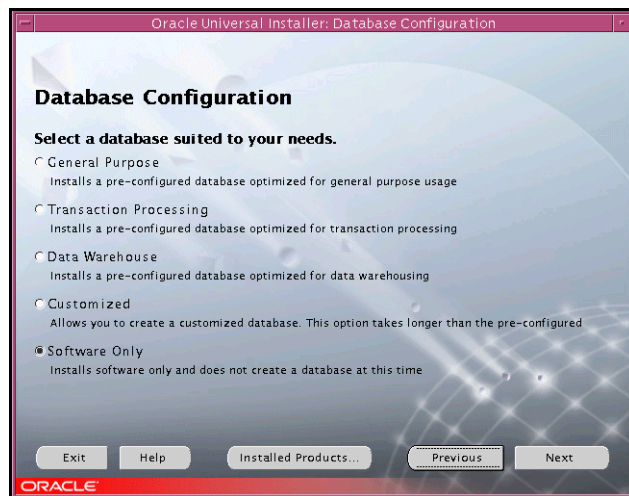 Oracle Universal Installer: Database Configuration
Database Configuration
Select a database suited to your needs.
General Purpose
Installs a pre-configured database optimized for general purpose usage
Transaction Processing
Installs a pre-configured database optimized for transaction processing
Data Warehouse
Installs a pre-configured database optimized for data warehousing
Customized
Allows you to create a customized database. This option takes longer than the pre-configured
Software Only
Installs software only and does not create a database at this time
Exit Help Installed Products... Previous Next
ORACLE